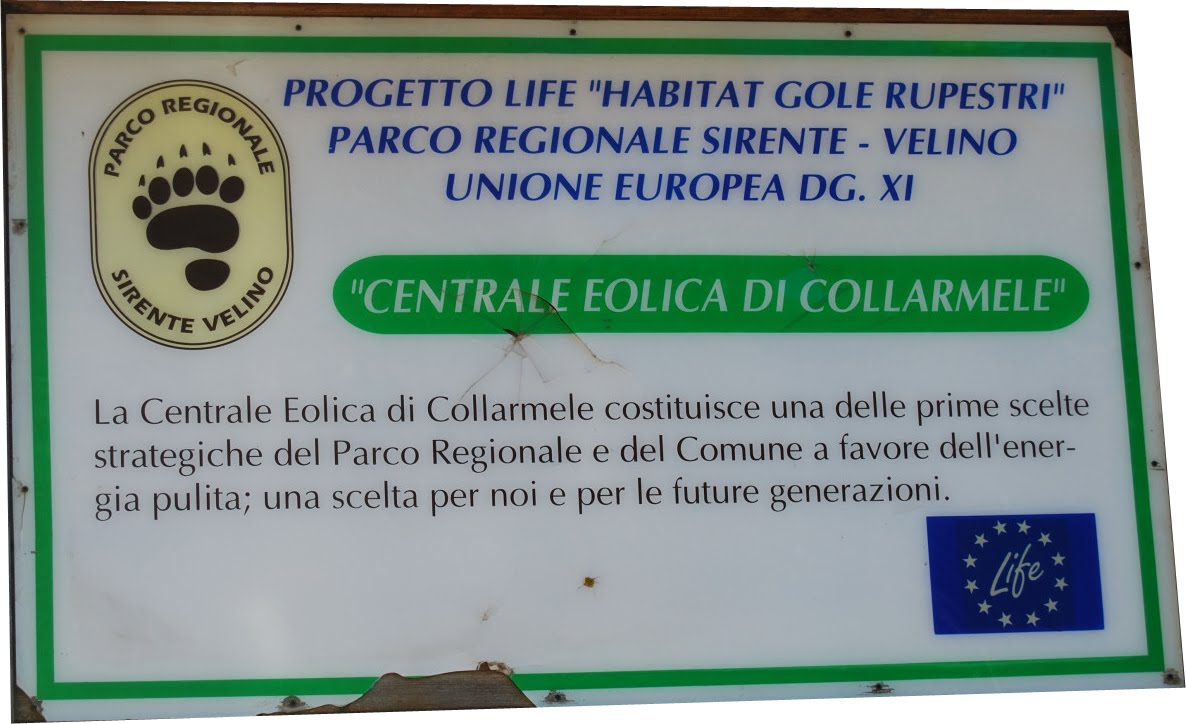 PARCO REGIONALE
SIRENTE VELINO
PROGETTO LIFE "HABITAT GOLE RUPESTRI"
PARCO REGIONALE SIRENTE - VELINO
UNIONE EUROPEA DG. XI
"CENTRALE EOLICA DI COLLARMELE"
La Centrale Eolica di Collarmele costituisce una delle prime scelte
strategiche del Parco Regionale e del Comune a favore dell'ener-
gia pulita; una scelta per noi e per le future generazioni.
Life